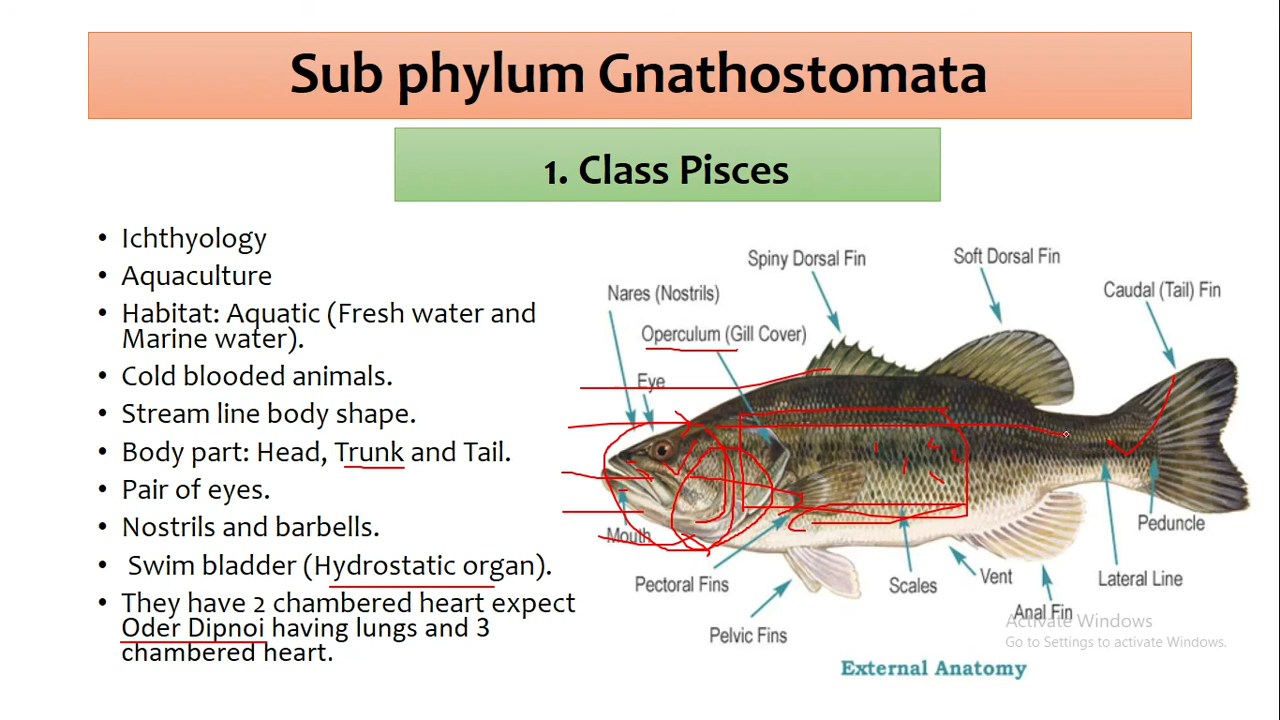 Sub phylum Gnathostomata
1. Class Pisces
• Ichthyology
• Aquaculture
• Habitat: Aquatic (Fresh water and
Marine water).
• Cold blooded animals.
• Stream line body shape.
• Body part: Head, Trunk and Tail.
• Pair of eyes.
• Nostrils and barbells.
• Swim bladder (Hydrostatic organ).
• They have 2 chambered heart expect
Oder Dipnoi having lungs and 3
chambered heart.
Spiny Dorsal Fin
Soft Dorsal Fin
Caudal (Tail) Fin
Nares (Nostrils)
Operculum (Gill Cover)
Eye
Mouth
Pectoral Fins
Pelvic Fins
Scales
Vent
Anal Fin
Lateral Line
Peduncle
External Anatomy
Activate Windows
Go to Settings to activate Windows.